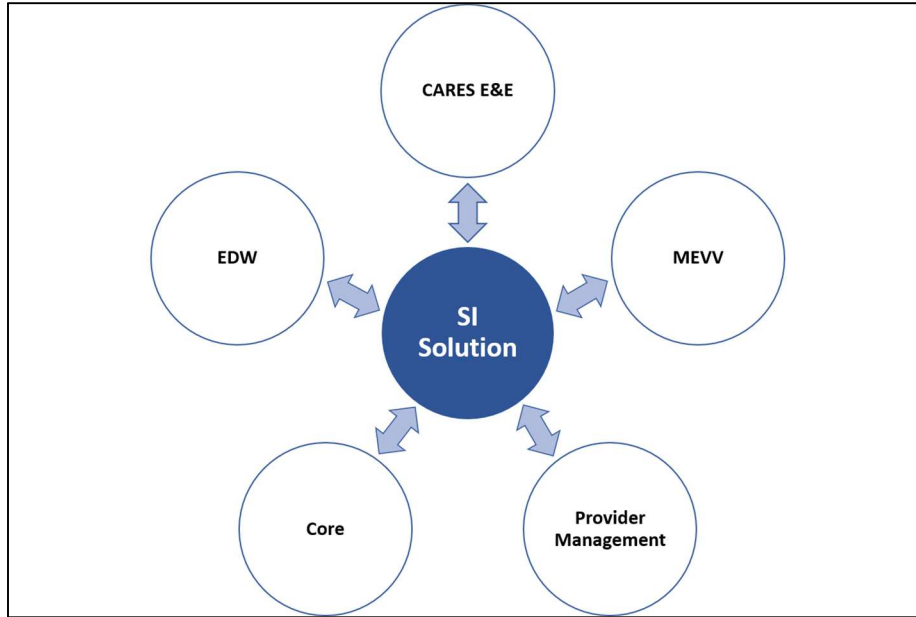 CARES E&E
EDW
MEVV
SI
Solution
Core
Provider
Management